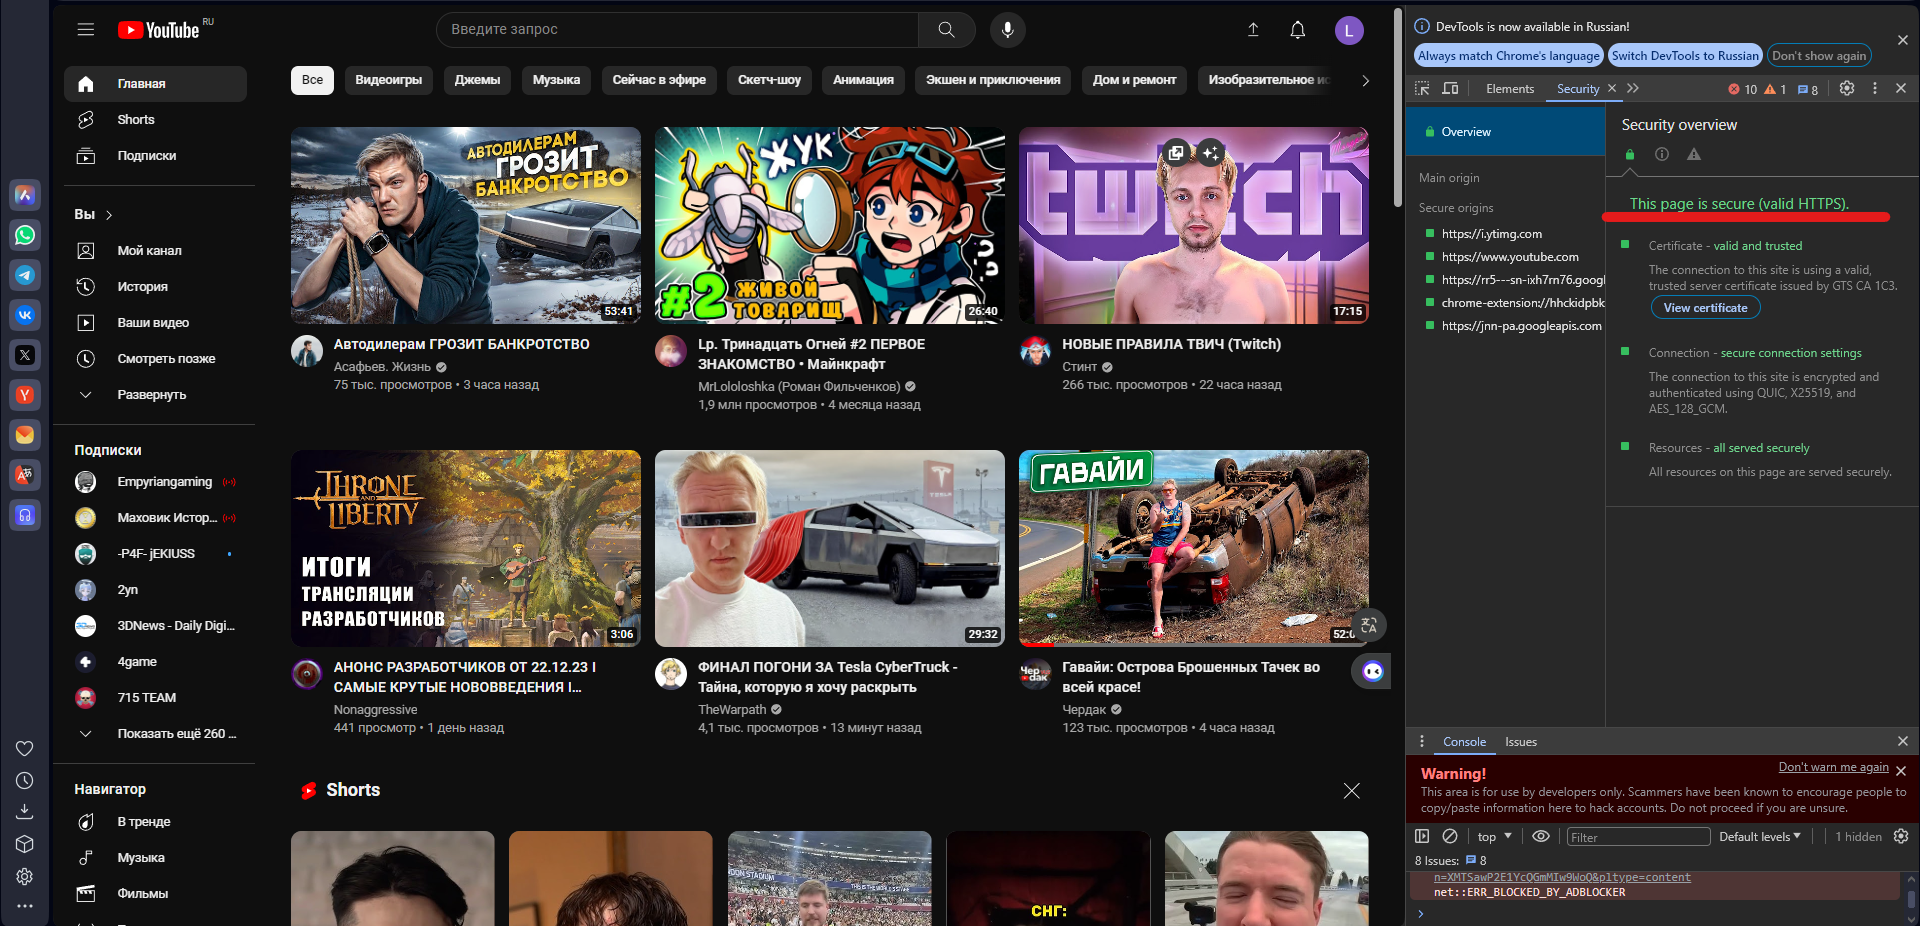 YouTube RU
Введите запрос
L
Главная
Shorts
Подписки
Вы
Мой канал
История
Ваши видео
Смотреть позже
Развернуть
Подписки
Empyriangaming
Маховик Истор...
-P4F- jEKIUSS
2yn
3DNews - Daily Digi...
4game
715 TEAM
Показать ещё 260 ...
Навигатор
В тренде
Музыка
Фильмы
Все
Видеоигры
Джемы
Музыка
Сейчас в эфире
Скетч-шоу
Анимация
Экшен и приключения
Дом и ремонт
Изобразительное ис
АВТОДИЛЕРАМ
ГРОЗИТ
БАНКРОТСТВО
53:41
Автодилерам ГРОЗИТ БАНКРОТСТВО
Асафьев. Жизнь
75 тыс. просмотров • 3 часа назад
ЖУК
#2 ЖИВОЙ
ТОВАРИЩ
26:40
Lp. Тринадцать Огней #2 ПЕРВОЕ
ЗНАКОМСТВО • Майнкрафт
MrLololoshka (Роман Фильченков)
1,9 млн просмотров • 4 месяца назад
twitch
17:15
НОВЫЕ ПРАВИЛА ТВИЧ (Twitch)
Стинт
266 тыс. просмотров • 22 часа назад
THRONE
AND
LIBERTY
ИТОГИ
ТРАНСЛЯЦИИ
РАЗРАБОТЧИКОВ
3:06
АНОНС РАЗРАБОТЧИКОВ ОТ 22.12.23 I
САМЫЕ КРУТЫЕ НОВОВВЕДЕНИЯ I...
Nonaggressive
441 просмотр • 1 день назад
TESLA
29:32
ФИНАЛ ПОГОНИ ЗА Tesla CyberTruck -
Тайна, которую я хочу раскрыть
TheWarpath
4,1 тыс. просмотров • 13 минут назад
ГАВАЙИ
Гавайи: Острова Брошенных Тачек во
всей красе!
Чердак
123 тыс. просмотров • 4 часа назад
Shorts
СНГ:
DevTools is now available in Russian!
Always match Chrome's language
Switch DevTools to Russian
Don't show again
Elements
Security
10
1
8
Overview
Main origin
Secure origins
https://i.ytimg.com
https://www.youtube.com
https://rr5---sn-ixh7rn76.googl
chrome-extension://hhckidpbk
https://jnn-pa.googleapis.com
Security overview
This page is secure (valid HTTPS).
Certificate - valid and trusted
The connection to this site is using a valid,
trusted server certificate issued by GTS CA 1C3.
View certificate
Connection - secure connection settings
The connection to this site is encrypted and
authenticated using QUIC, X25519, and
AES_128_GCM.
Resources - all served securely
All resources on this page are served securely.
Console
Issues
Warning!
Don't warn me again
This area is for use by developers only. Scammers have been known to encourage people to
copy/paste information here to hack accounts. Do not proceed if you are unsure.
top
Filter
Default levels
1 hidden
8 Issues:
8
n=XMTSawP2E1YcQGmMIw9WoQ&pltype=content
net::ERR_BLOCKED_BY_ADBLOCKER